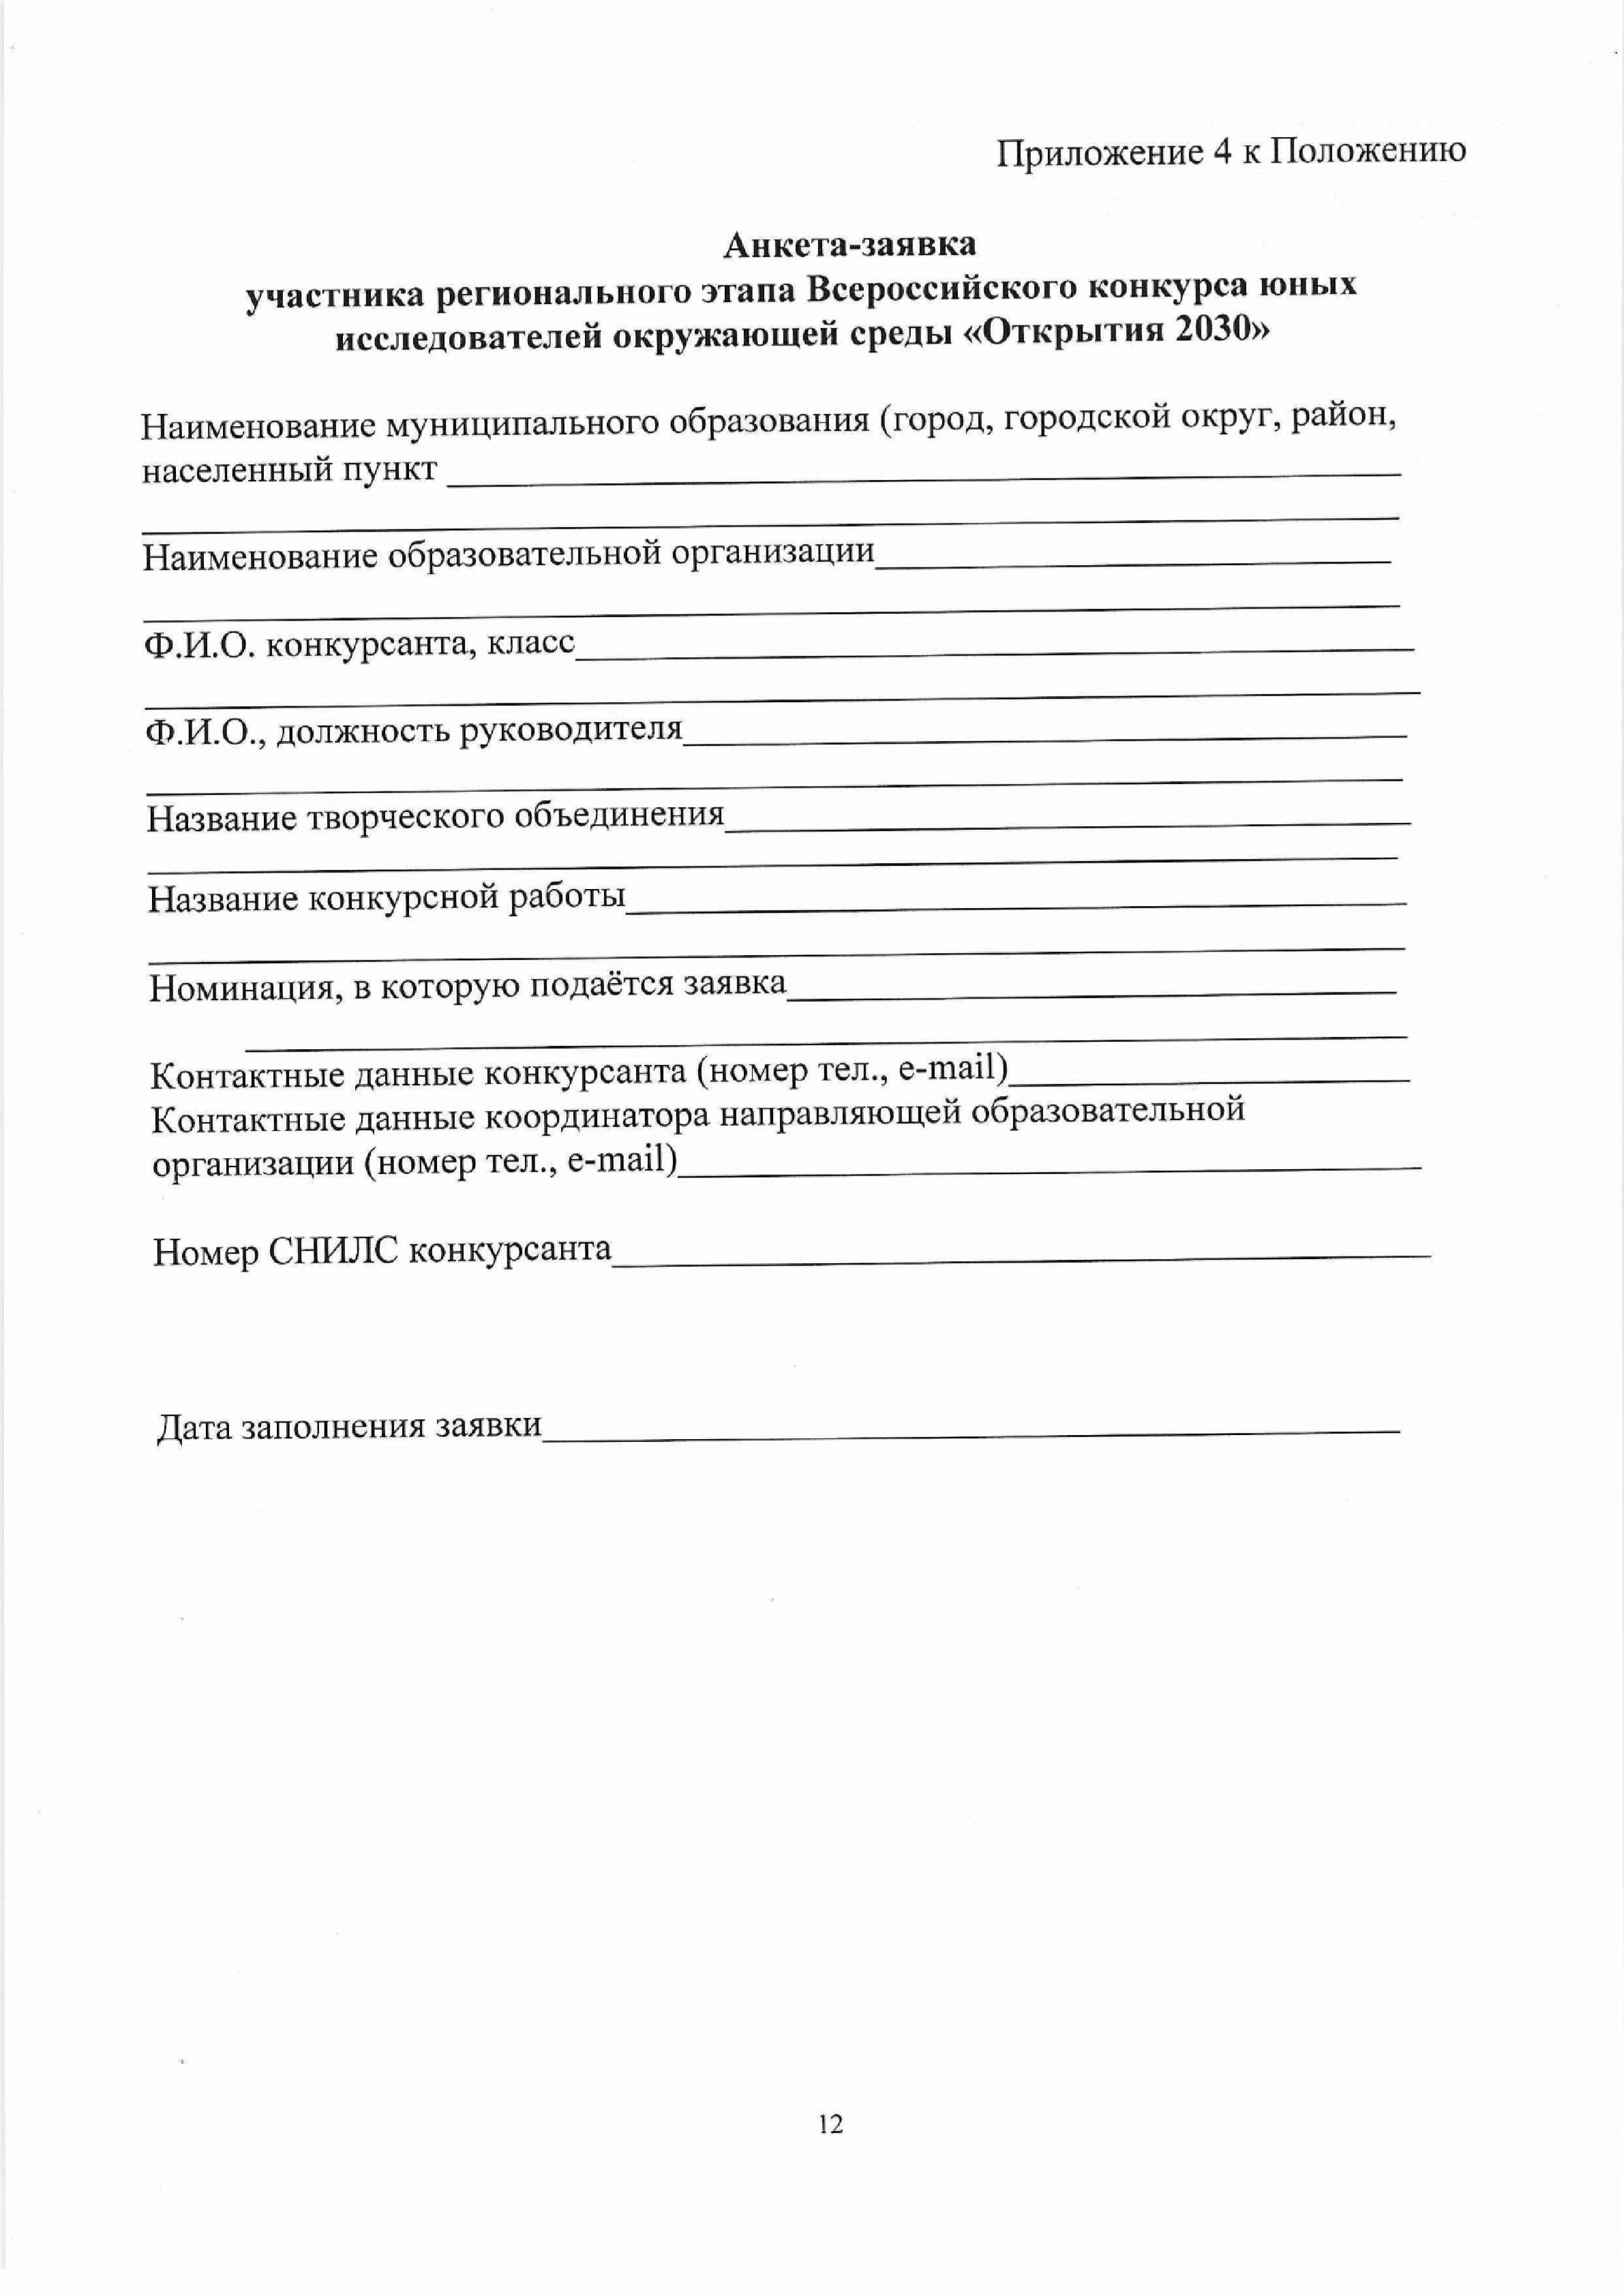 Приложение 4 к Положению
Анкета-заявка
участника регионального этапа Всероссийского конкурса юных
исследователей окружающей среды «Открытия 2030»
Наименование муниципального образования (город, городской округ, район,
населенный пункт
Наименование образовательной организации
Ф.И.О. конкурсанта, класс
Ф.И.О., должность руководителя
Название творческого объединения
Название конкурсной работы
Номинация, в которую подаётся заявка
Контактные данные конкурсанта (номер тел., e-mail)
Контактные данные координатора направляющей образовательной
организации (номер тел., e-mail)
Номер СНИЛС конкурсанта
Дата заполнения заявки
12